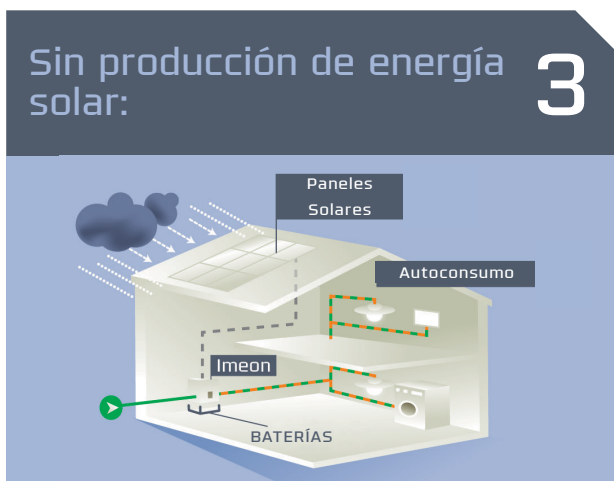 Sin producción de energía
solar:
3
Paneles
Solares
Autoconsumo
Imeon
BATERÍAS